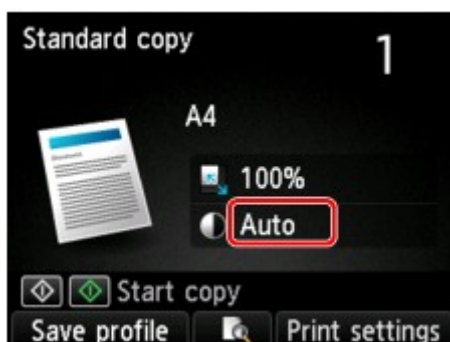 Standard copy
1
A4
100%
Auto
Start copy
Save profile
Print settings